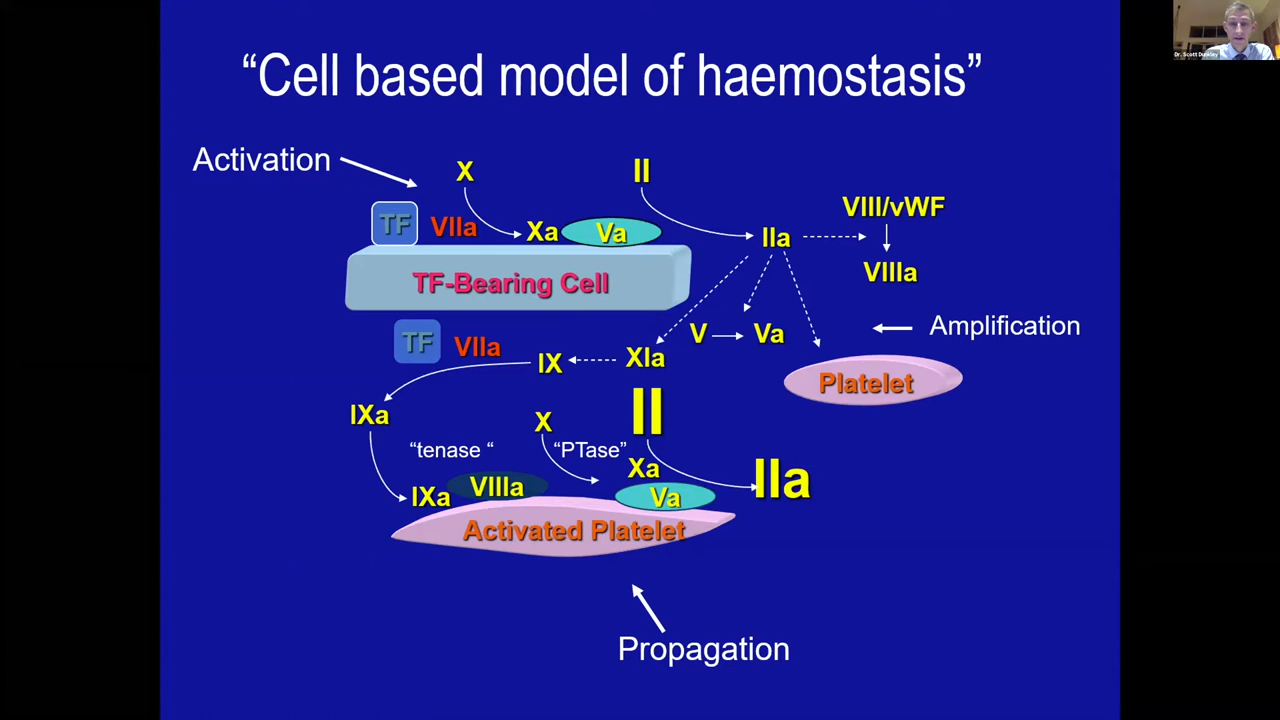 “Cell based model of haemostasis”
Dr. Scott Dunkley
Activation
X
II
VIII/vWF
TF
VIIa
Xa
Va
IIa
VIIIa
TF-Bearing Cell
Amplification
TF
VIIa
V
Va
IX
XIa
Platelet
IXa
X
II
“tenase “
“PTase”
Xa
IIa
IXa
VIIIa
Va
Activated Platelet
Propagation